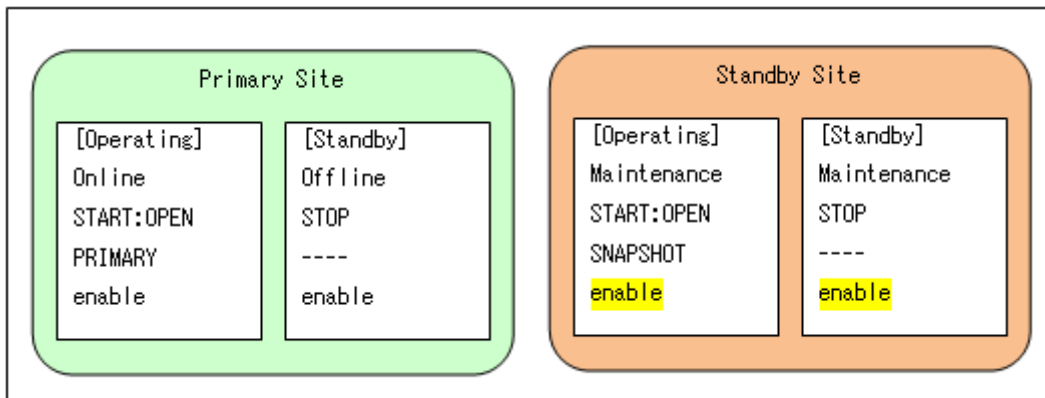 Primary Site
[Operating]
Online
START:OPEN
PRIMARY
enable
[Standby]
Offline
STOP
----
enable
Standby Site
[Operating]
Maintenance
START:OPEN
SNAPSHOT
enable
[Standby]
Maintenance
STOP
----
enable